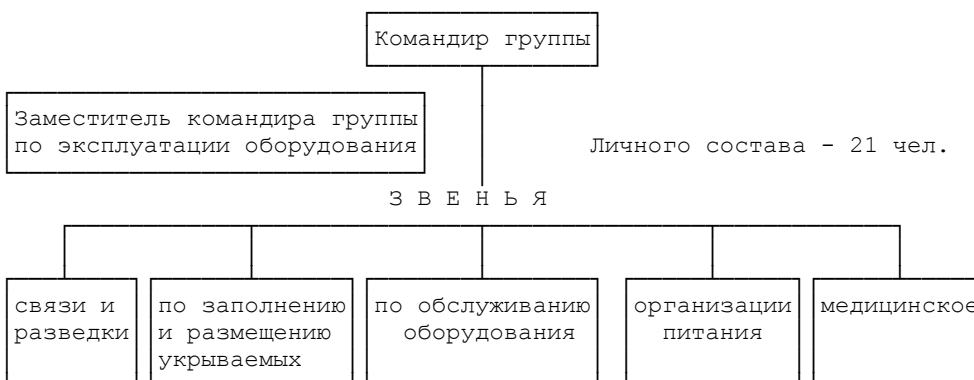 Командир группы
Заместитель командира группы
по эксплуатации оборудования
Личного состава - 21 чел.
З В Е Н Ь Я
связи и
разведки
по заполнению
и размещению
укрываемых
по обслуживанию
оборудования
организации
питания
медицинское